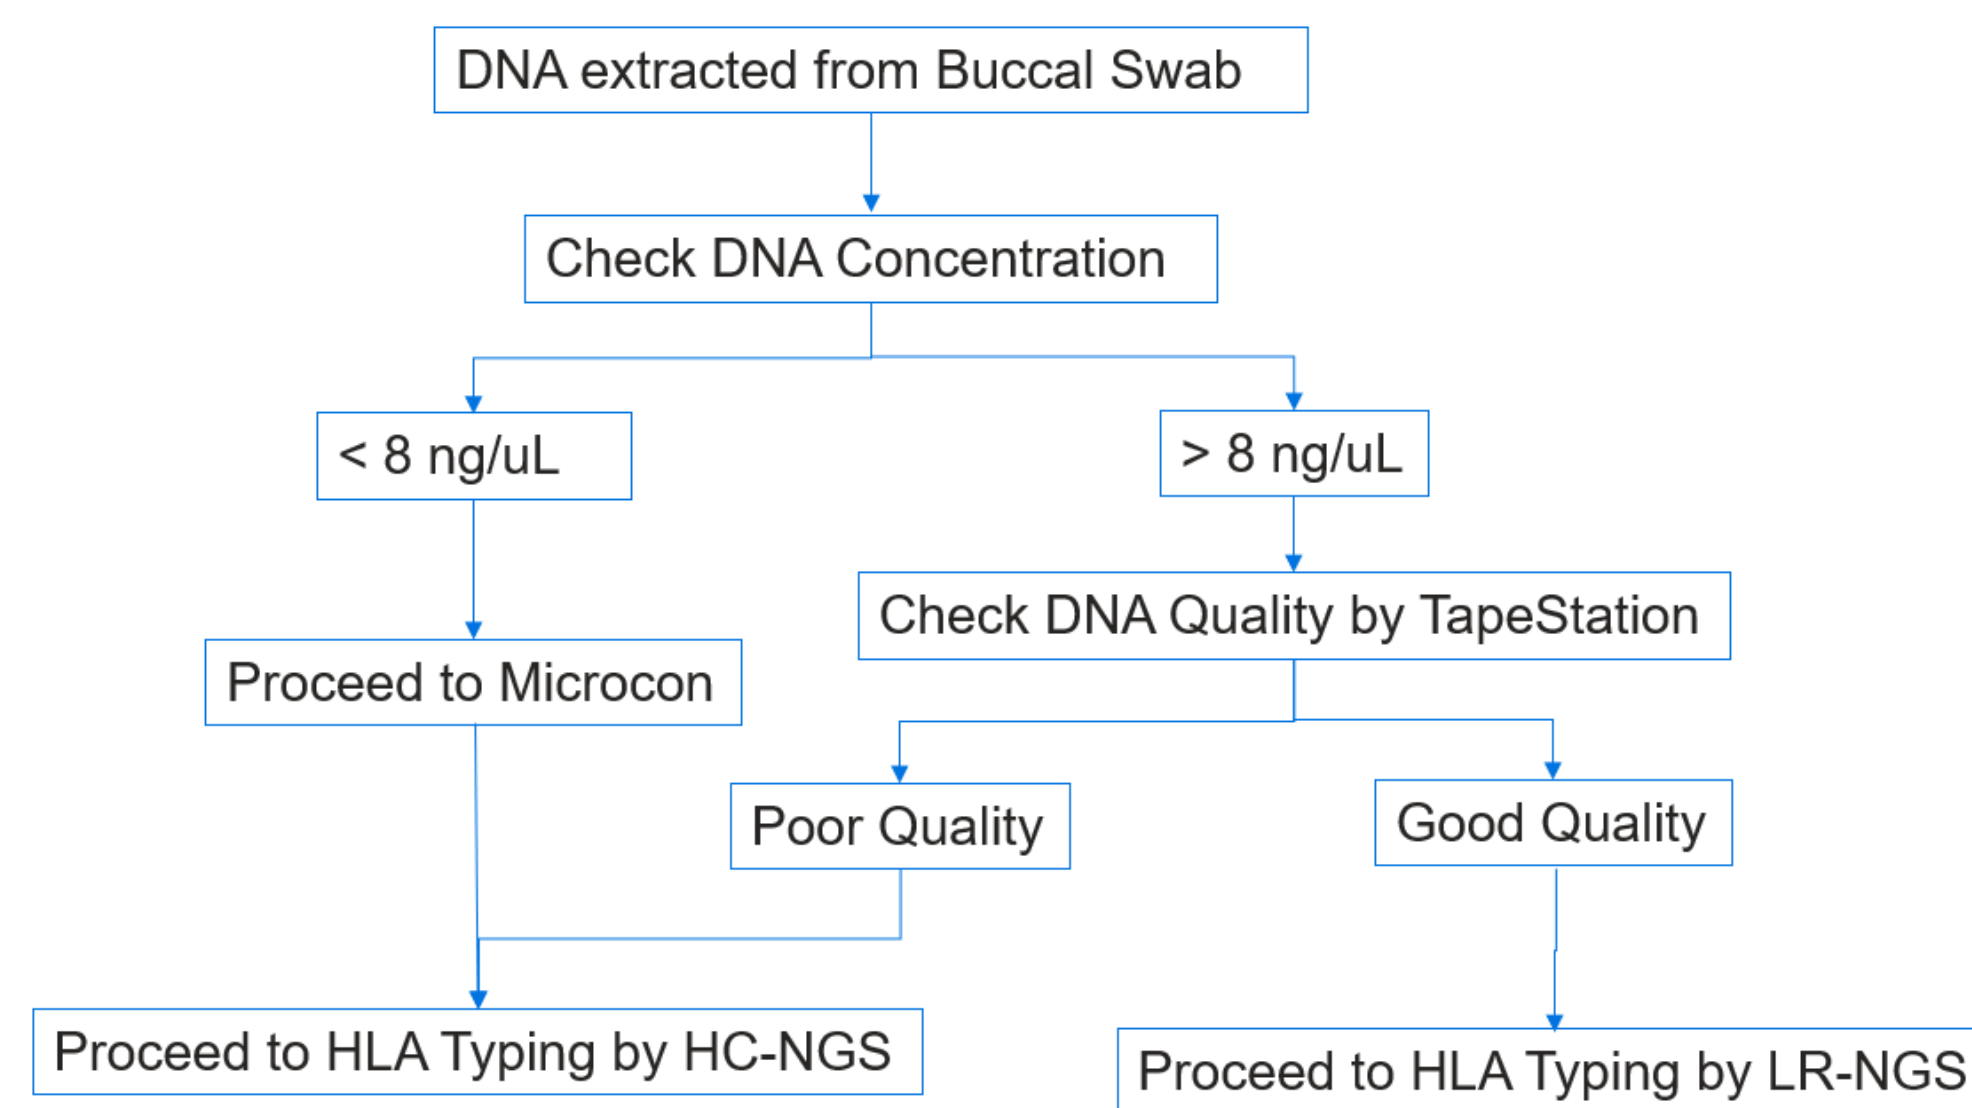 DNA extracted from Buccal Swab
Check DNA Concentration
< 8 ng/uL
> 8 ng/uL
Check DNA Quality by TapeStation
Proceed to Microcon
Poor Quality
Good Quality
Proceed to HLA Typing by HC-NGS
Proceed to HLA Typing by LR-NGS